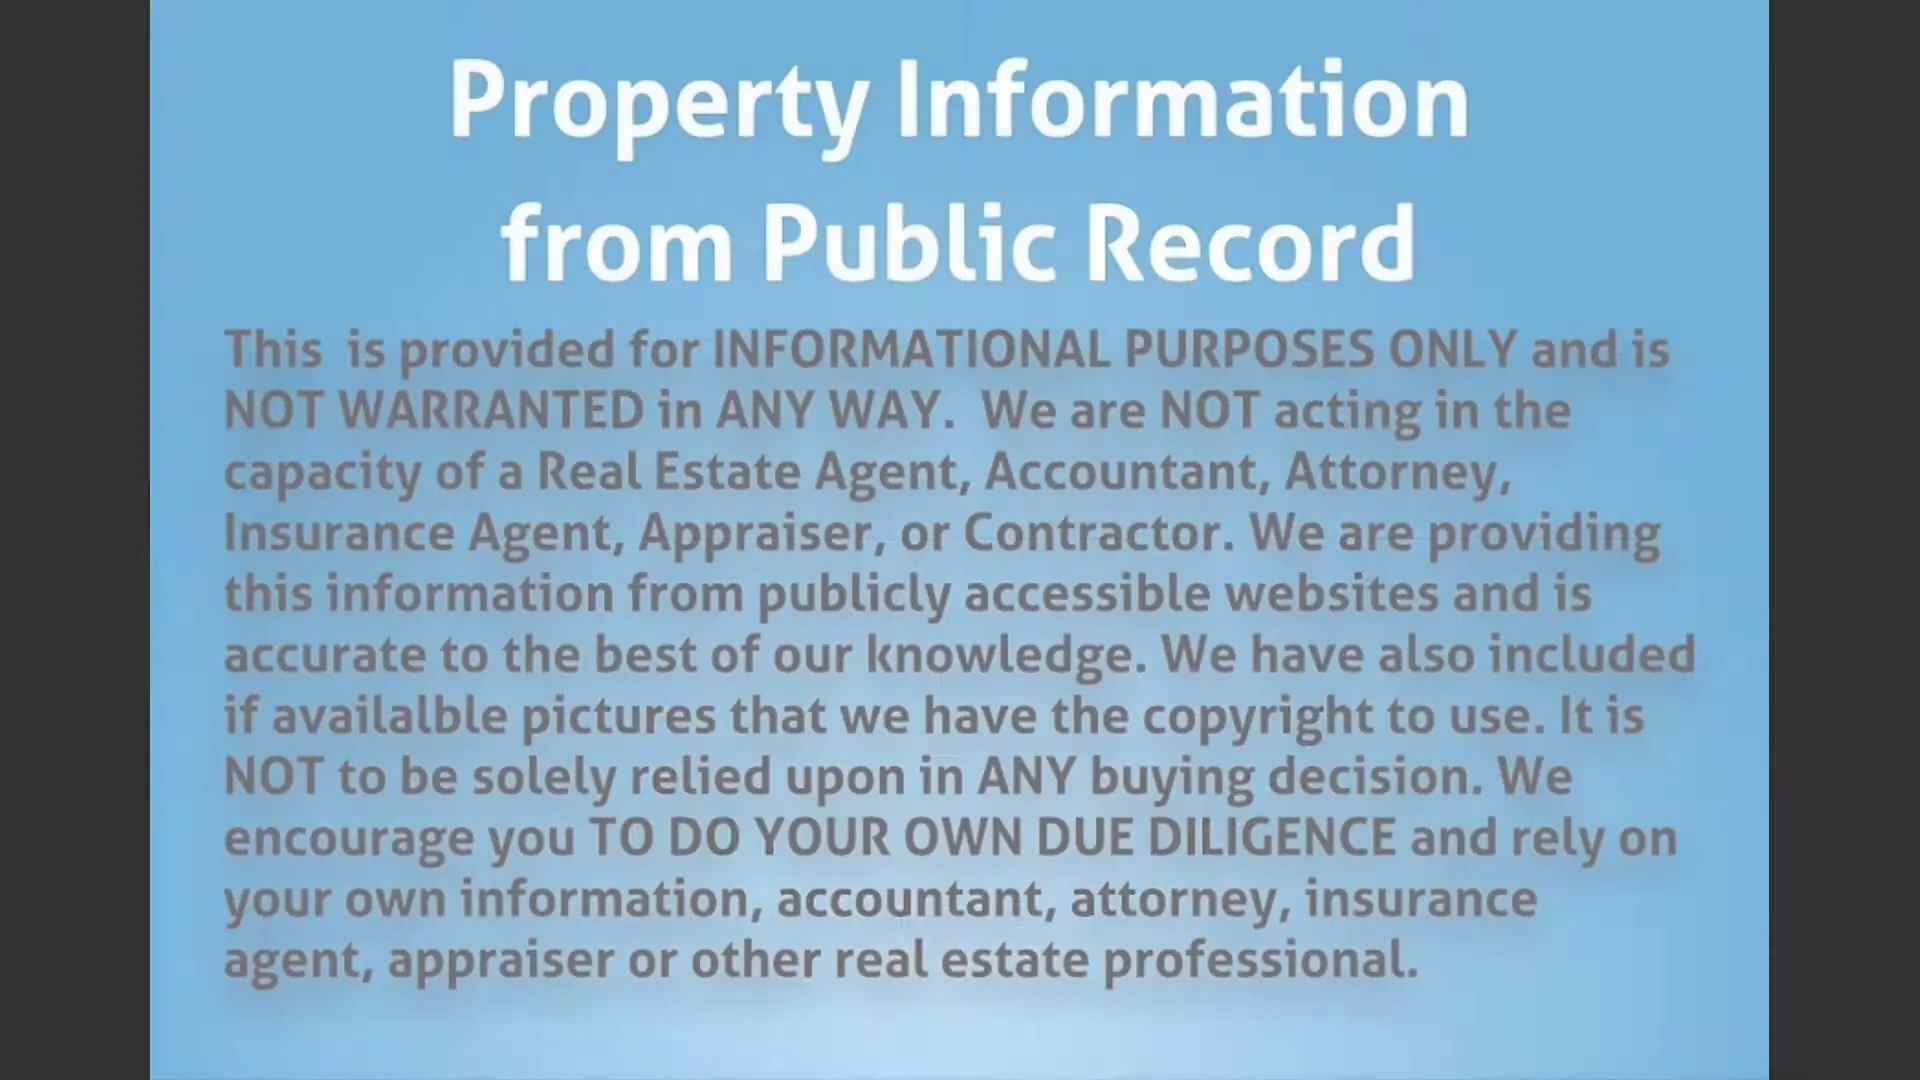 Property Information
from Public Record
This  is provided for INFORMATIONAL PURPOSES ONLY and is
NOT WARRANTED in ANY WAY.  We are NOT acting in the
capacity of a Real Estate Agent, Accountant, Attorney,
Insurance Agent, Appraiser, or Contractor. We are providing
this information from publicly accessible websites and is
accurate to the best of our knowledge. We have also included
if availalble pictures that we have the copyright to use. It is
NOT to be solely relied upon in ANY buying decision. We
encourage you TO DO YOUR OWN DUE DILIGENCE and rely on
your own information, accountant, attorney, insurance
agent, appraiser or other real estate professional.